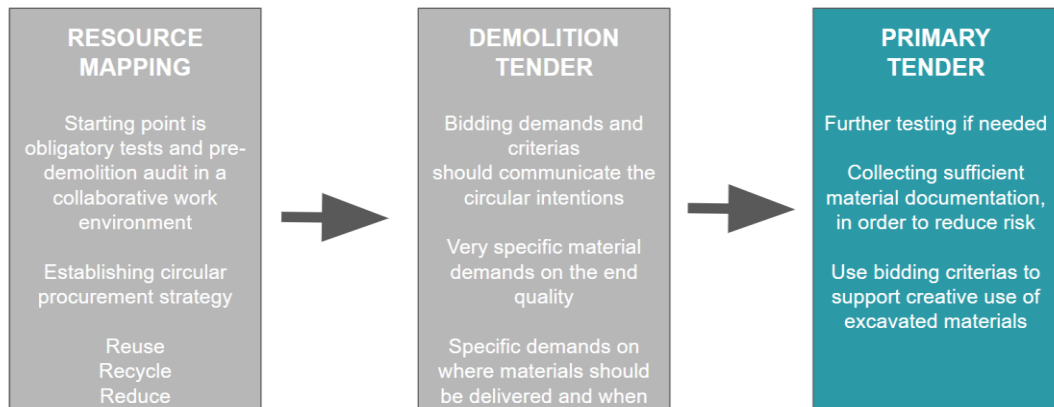 RESOURCE
MAPPING
Starting point is
obligatory tests and pre-
demolition audit in a
collaborative work
environment
Establishing circular
procurement strategy
Reuse
Recycle
Reduce
DEMOLITION
TENDER
Bidding demands and
criterias
should communicate the
circular intentions
Very specific material
demands on the end
quality
Specific demands on
where materials should
be delivered and when
PRIMARY
TENDER
Further testing if needed
Collecting sufficient
material documentation,
in order to reduce risk
Use bidding criterias to
support creative use of
excavated materials